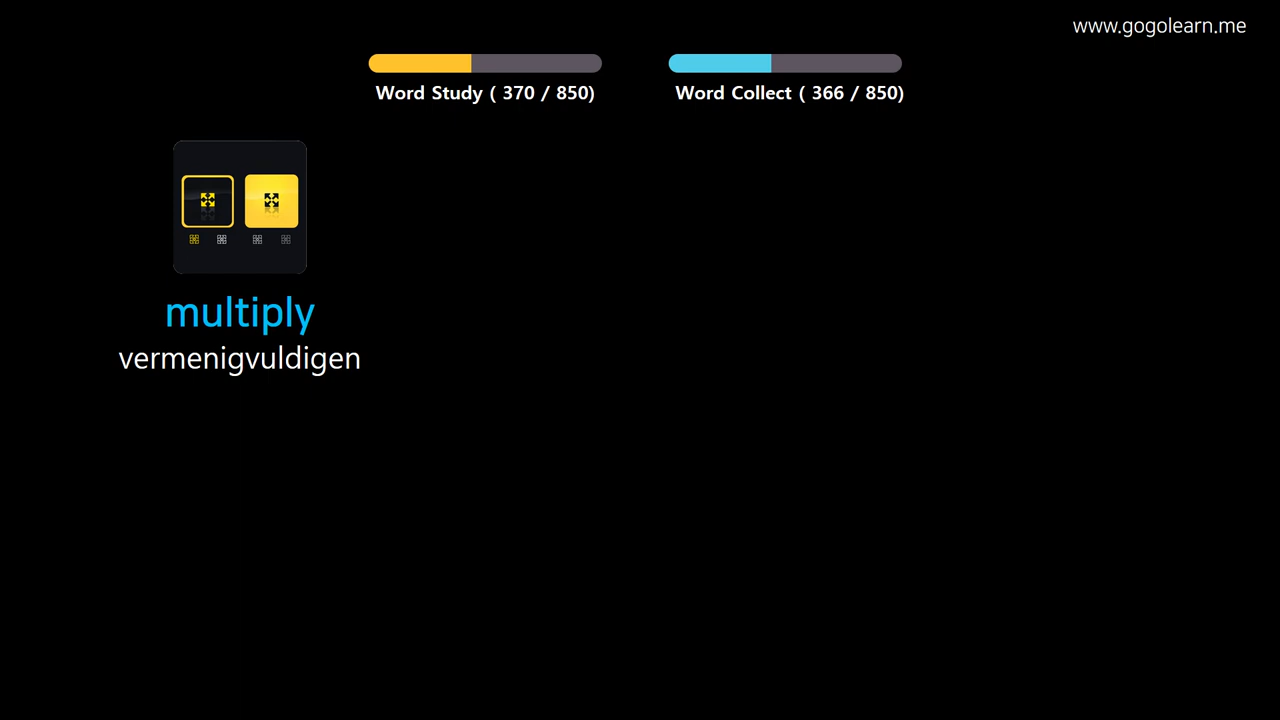 www.gogolearn.me
Word Study ( 370 / 850)
Word Collect ( 366 / 850)
multiply
vermenigvuldigen